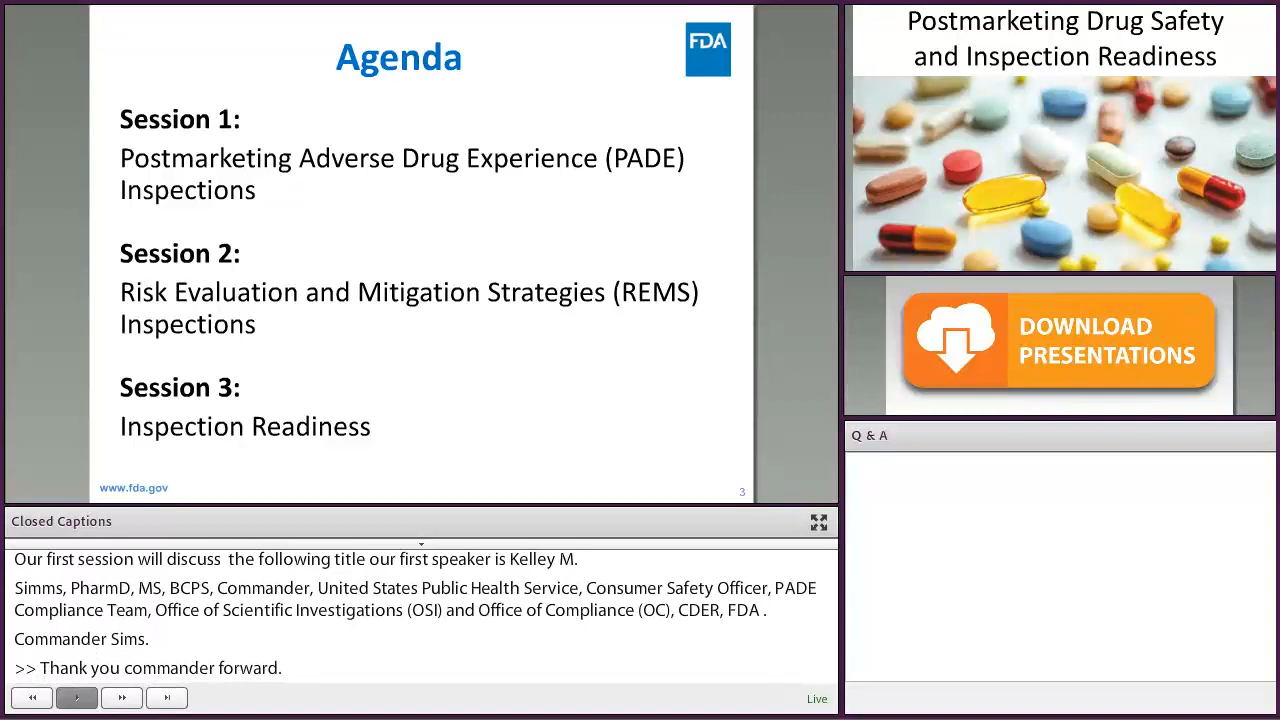 Agenda
FDA
Session 1:
Postmarketing Adverse Drug Experience (PADE)
Inspections
Session 2:
Risk Evaluation and Mitigation Strategies (REMS)
Inspections
Session 3:
Inspection Readiness
www.fda.gov
3
Postmarketing Drug Safety
and Inspection Readiness
DOWNLOAD
PRESENTATIONS
Q & A
Closed Captions
Our first session will discuss  the following title our first speaker is Kelley M.
Simms, PharmD, MS, BCPS, Commander, United States Public Health Service, Consumer Safety Officer, PADE
Compliance Team, Office of Scientific Investigations (OSI) and Office of Compliance (OC), CDER, FDA .
Commander Sims.
>> Thank you commander forward.
Live